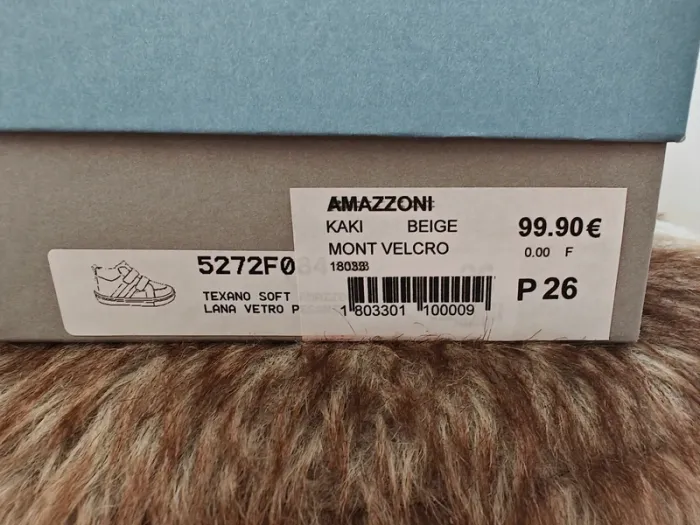 AMAZZONI
KAKI BEIGE
99.90€
MONT VELCRO
0.00 F
5272F0
P 26
TEXANO SOFT
LANA VETRO P
1 803301 100009